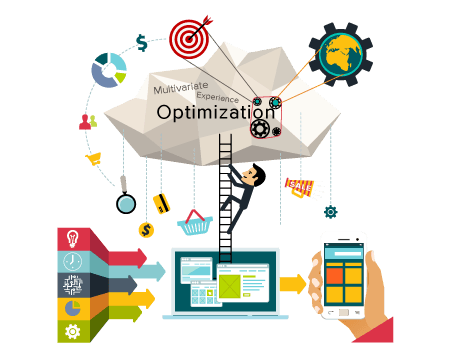 Multivariate
Experience
Optimization
SALE